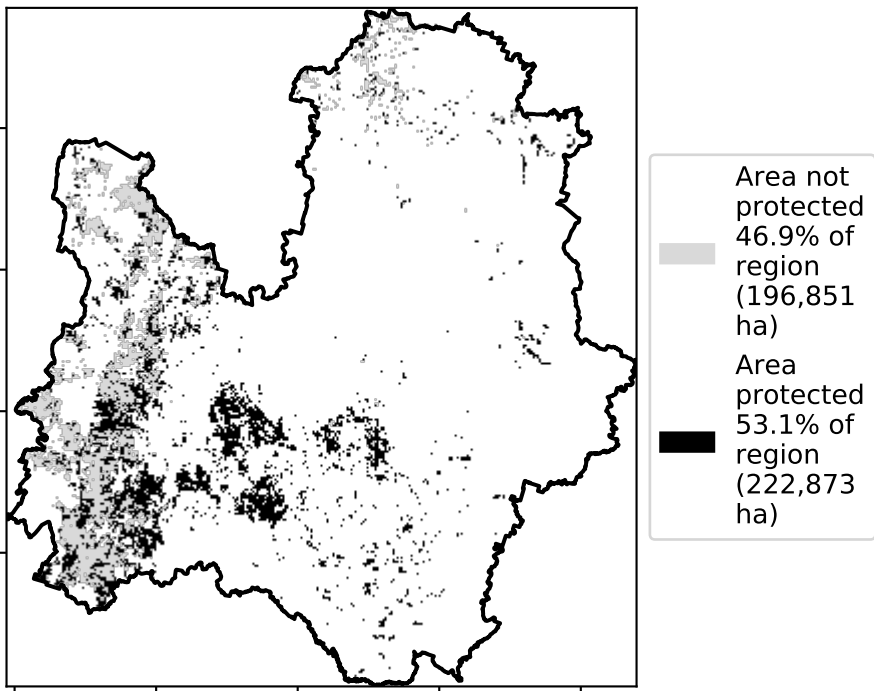 Area not
protected
46.9% of
region
(196,851
ha)
Area
protected
53.1% of
region
(222,873
ha)